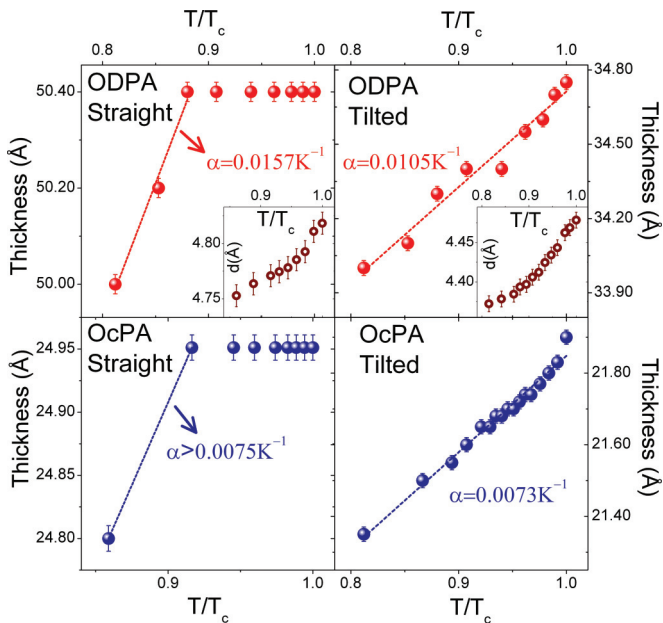 T/Tc
T/Tc
0.8
0.9
1.0
0.8
0.9
1.0
ODPA
Straight
α=0.0157K⁻¹
50.40
50.20
50.00
Thickness (Å)
0.9
1.0
T/Tc
4.80
4.75
d(Å)
ODPA
Tilted
α=0.0105K⁻¹
34.80
34.50
34.20
33.90
Thickness (Å)
0.9
1.0
T/Tc
4.45
4.40
d(Å)
OcPA
Straight
α>0.0075K⁻¹
24.95
24.90
24.85
24.80
Thickness (Å)
OcPA
Tilted
α=0.0073K⁻¹
21.80
21.60
21.40
Thickness (Å)
0.9
1.0
0.8
0.9
1.0
T/Tc
T/Tc